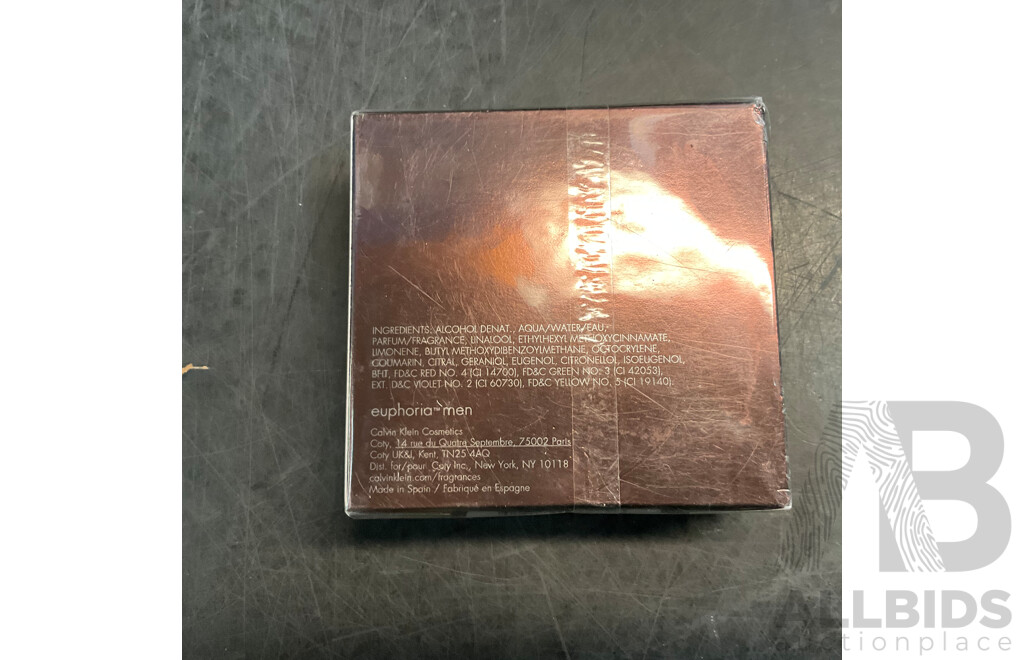 INGREDIENTS: ALCOHOL DENAT., AQUA/WATER/EAU,
PARFUM/FRAGRANCE, LINALOOL, ETHYLHEXYL METHOXYCINNAMATE,
LIMONENE, BUTYL METHOXYDIBENZOYLMETHANE, OCTOCRYLENE,
COUMARIN, CITRAL, GERANIOL, EUGENOL, CITRONELLOL, ISOEUGENOL,
BHT, FD&C RED NO. 4 (CI 14700), FD&C GREEN NO. 3 (CI 42053),
EXT. D&C VIOLET NO. 2 (CI 60730), FD&C YELLOW NO. 5 (CI 19140).
euphoria™ men
Calvin Klein Cosmetics
Coty, 14 rue du Quatre Septembre, 75002 Paris
Coty UK&I, Kent, TN25 4AQ
Dist. for/pour Coty Inc., New York, NY 10118
calvinklein.com/fragrances
Made in Spain / Fabriqué en Espagne
AB
ALLBIDS
auctionplace